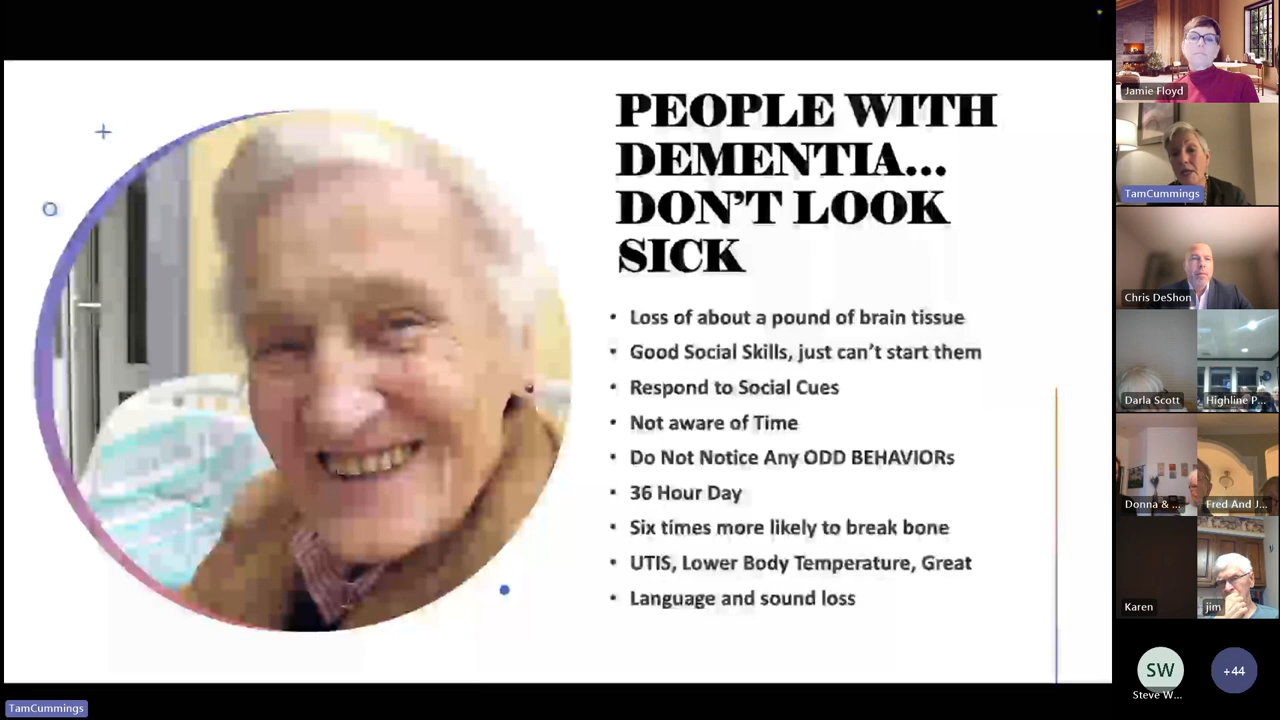 PEOPLE WITH
DEMENTIA...
DON'T LOOK
SICK
• Loss of about a pound of brain tissue
• Good Social Skills, just can't start them
• Respond to Social Cues
• Not aware of Time
• Do Not Notice Any ODD BEHAVIORs
• 36 Hour Day
• Six times more likely to break bone
• UTIS, Lower Body Temperature, Great
• Language and sound loss
TamCummings
Jamie Floyd
TamCummings
Chris DeShon
Darla Scott
Highline P...
Donna & ...
Fred And J...
Karen
jim
SW
Steve W...
+44